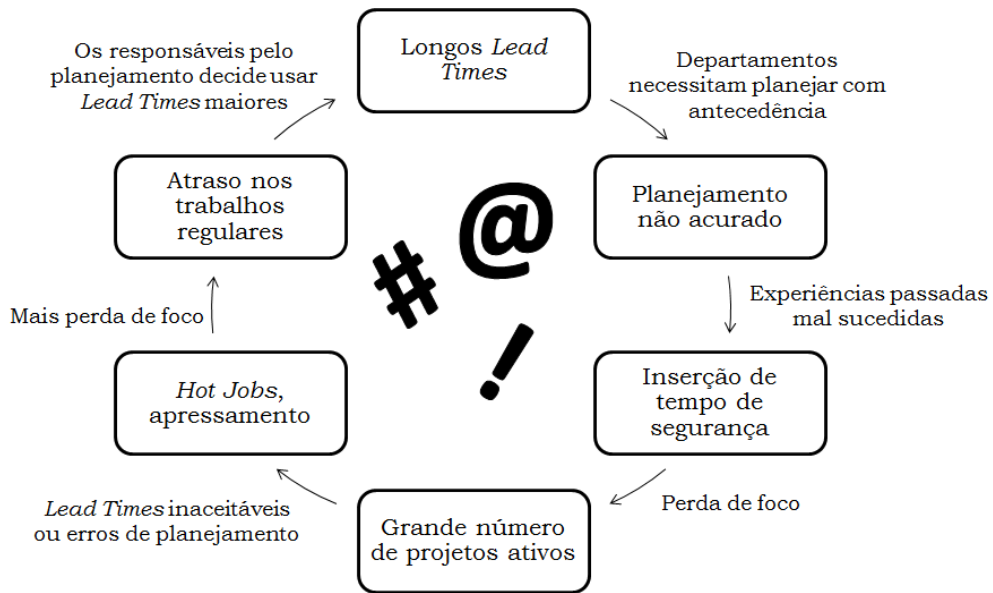 Longos Lead
Times
Departamentos
necessitam planejar com
antecedência
Planejamento
não acurado
Experiências passadas
mal sucedidas
Inserção de
tempo de
segurança
Perda de foco
Grande número
de projetos ativos
Lead Times inaceitáveis
ou erros de planejamento
Hot Jobs,
apressamento
Mais perda de foco
Atraso nos
trabalhos
regulares
Os responsáveis pelo
planejamento decide usar
Lead Times maiores
@
#
!